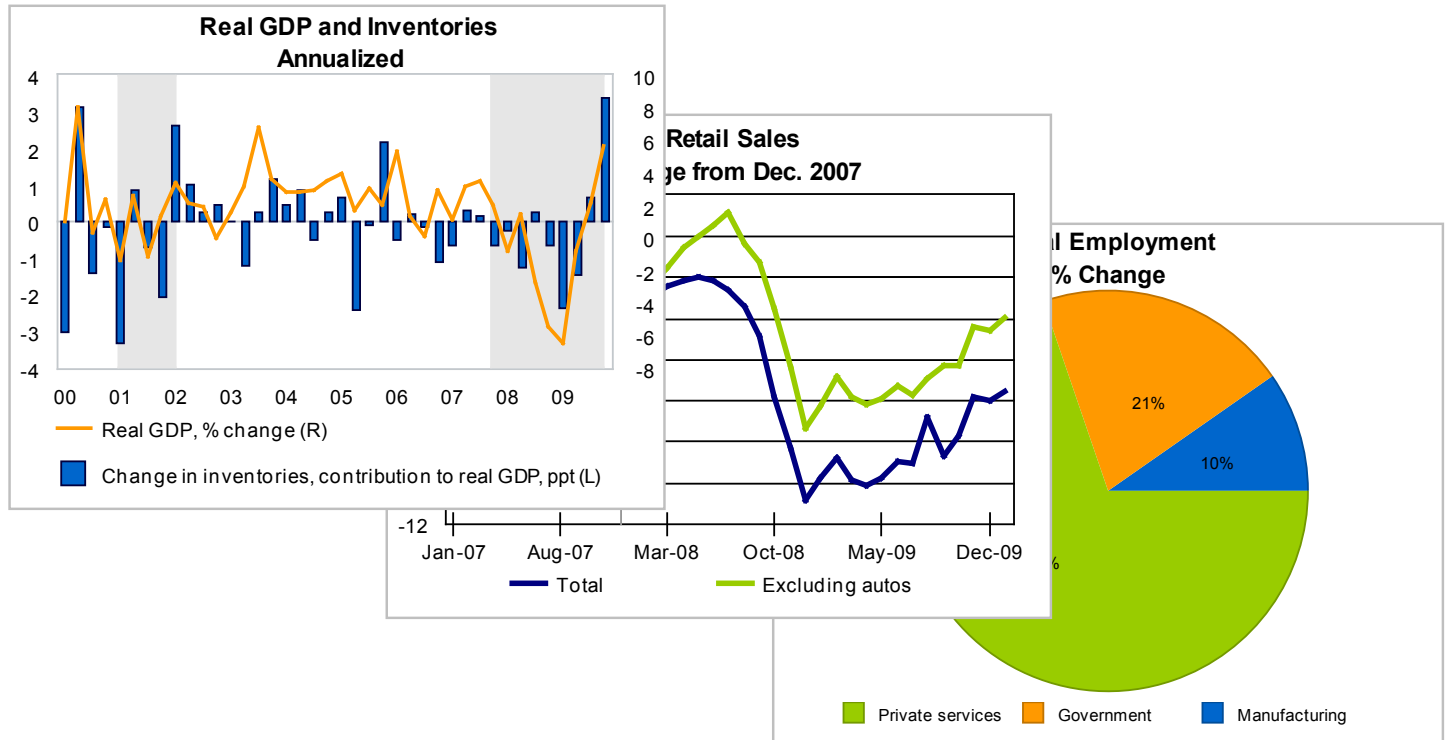 Real GDP and Inventories
Annualized
4
3
2
1
0
-1
-2
-3
-4
10
8
6
4
2
0
-2
-4
-6
-8
00 01 02 03 04 05 06 07 08 09
Real GDP, % change (R)
Change in inventories, contribution to real GDP, ppt (L)
Retail Sales
from Dec. 2007
-12
Jan-07 Aug-07 Mar-08 Oct-08 May-09 Dec-09
Total Excluding autos
Employment
% Change
21%
10%
%
Private services Government Manufacturing